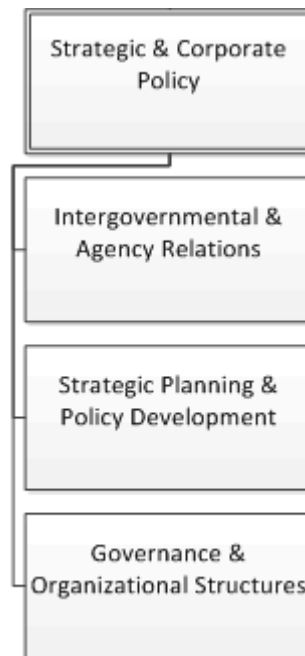 Strategic & Corporate
Policy
Intergovernmental &
Agency Relations
Strategic Planning &
Policy Development
Governance &
Organizational Structures